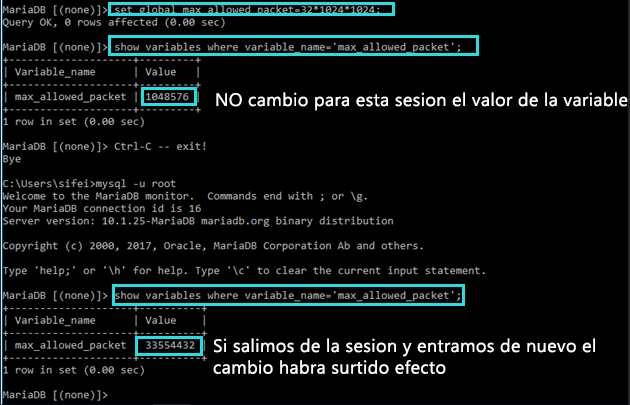 MariaDB [(none)]> set global max_allowed_packet=32*1024*1024;
Query OK, 0 rows affected (0.00 sec)
MariaDB [(none)]> show variables where variable_name='max_allowed_packet';
+--------------------+---------+
| Variable_name | Value |
+--------------------+---------+
| max_allowed_packet | 1048576 |
+--------------------+---------+
NO cambio para esta sesion el valor de la variable
1 row in set (0.00 sec)
MariaDB [(none)]> Ctrl-C -- exit!
Bye
C:\Users\sifei>mysql -u root
Welcome to the MariaDB monitor. Commands end with ; or \g.
Your MariaDB connection id is 16
Server version: 10.1.25-MariaDB mariadb.org binary distribution
Copyright (c) 2000, 2017, Oracle, MariaDB Corporation Ab and others.
Type 'help;' or '\h' for help. Type '\c' to clear the current input statement.
MariaDB [(none)]> show variables where variable_name='max_allowed_packet';
+--------------------+----------+
| Variable_name | Value |
+--------------------+----------+
| max_allowed_packet | 33554432 |
+--------------------+----------+
Si salimos de la sesion y entramos de nuevo el
cambio habra surtido efecto
1 row in set (0.00 sec)
MariaDB [(none)]>